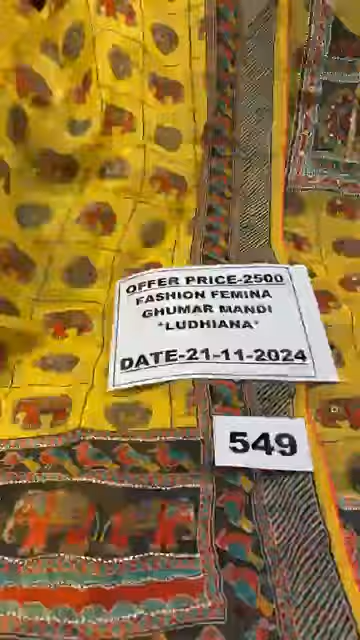 OFFER PRICE-2500
FASHION FEMINA
GHUMAR MANDI
*LUDHIANA*
DATE-21-11-2024
549